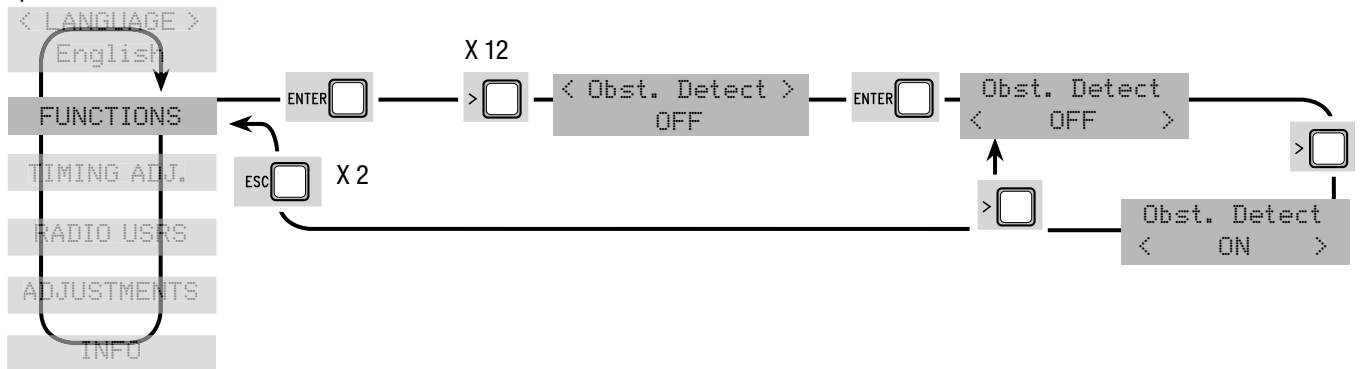 < LANGUAGE >
English
FUNCTIONS
TIMING ADJ.
RADIO USRS
ADJUSTMENTS
INFO
ENTER
X 12
>
< Obst. Detect >
OFF
ENTER
Obst. Detect
< OFF >
>
ESC
X 2
>
Obst. Detect
< ON >